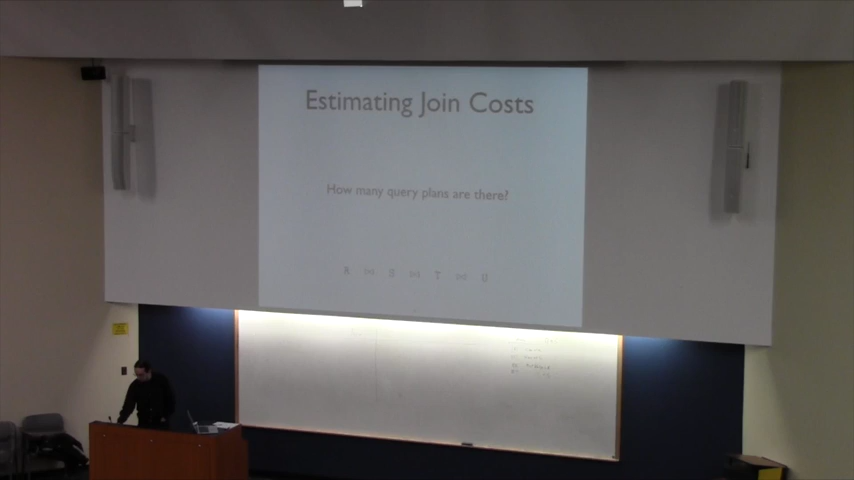 Estimating Join Costs
How many query plans are there?
R ⋈ S ⋈ T ⋈ U